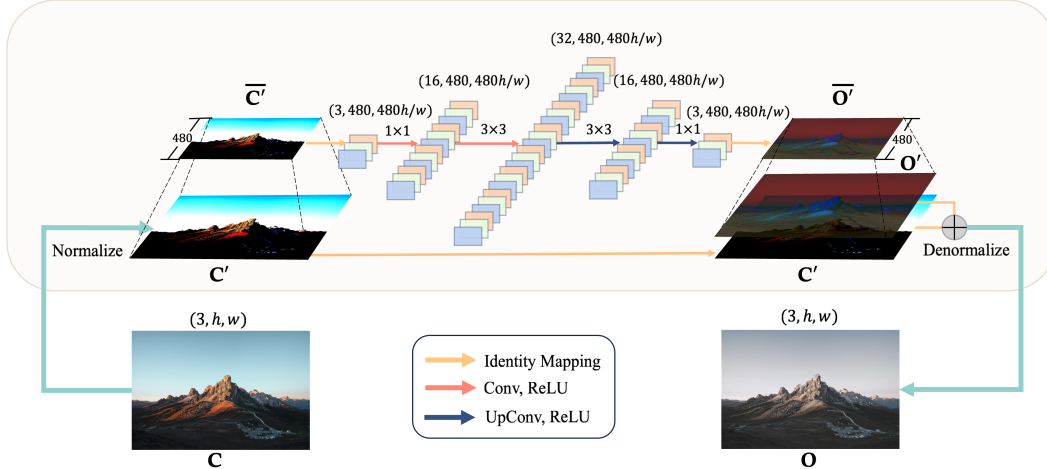 (32, 480, 480h/w)
(16, 480, 480h/w)
(16, 480, 480h/w)
C̅′
(3, 480, 480h/w)
(3, 480, 480h/w)
O̅′
1×1
3×3
3×3
1×1
480
480
O′
Normalize
Denormalize
C′
C′
(3, h, w)
(3, h, w)
Identity Mapping
Conv, ReLU
UpConv, ReLU
C
O